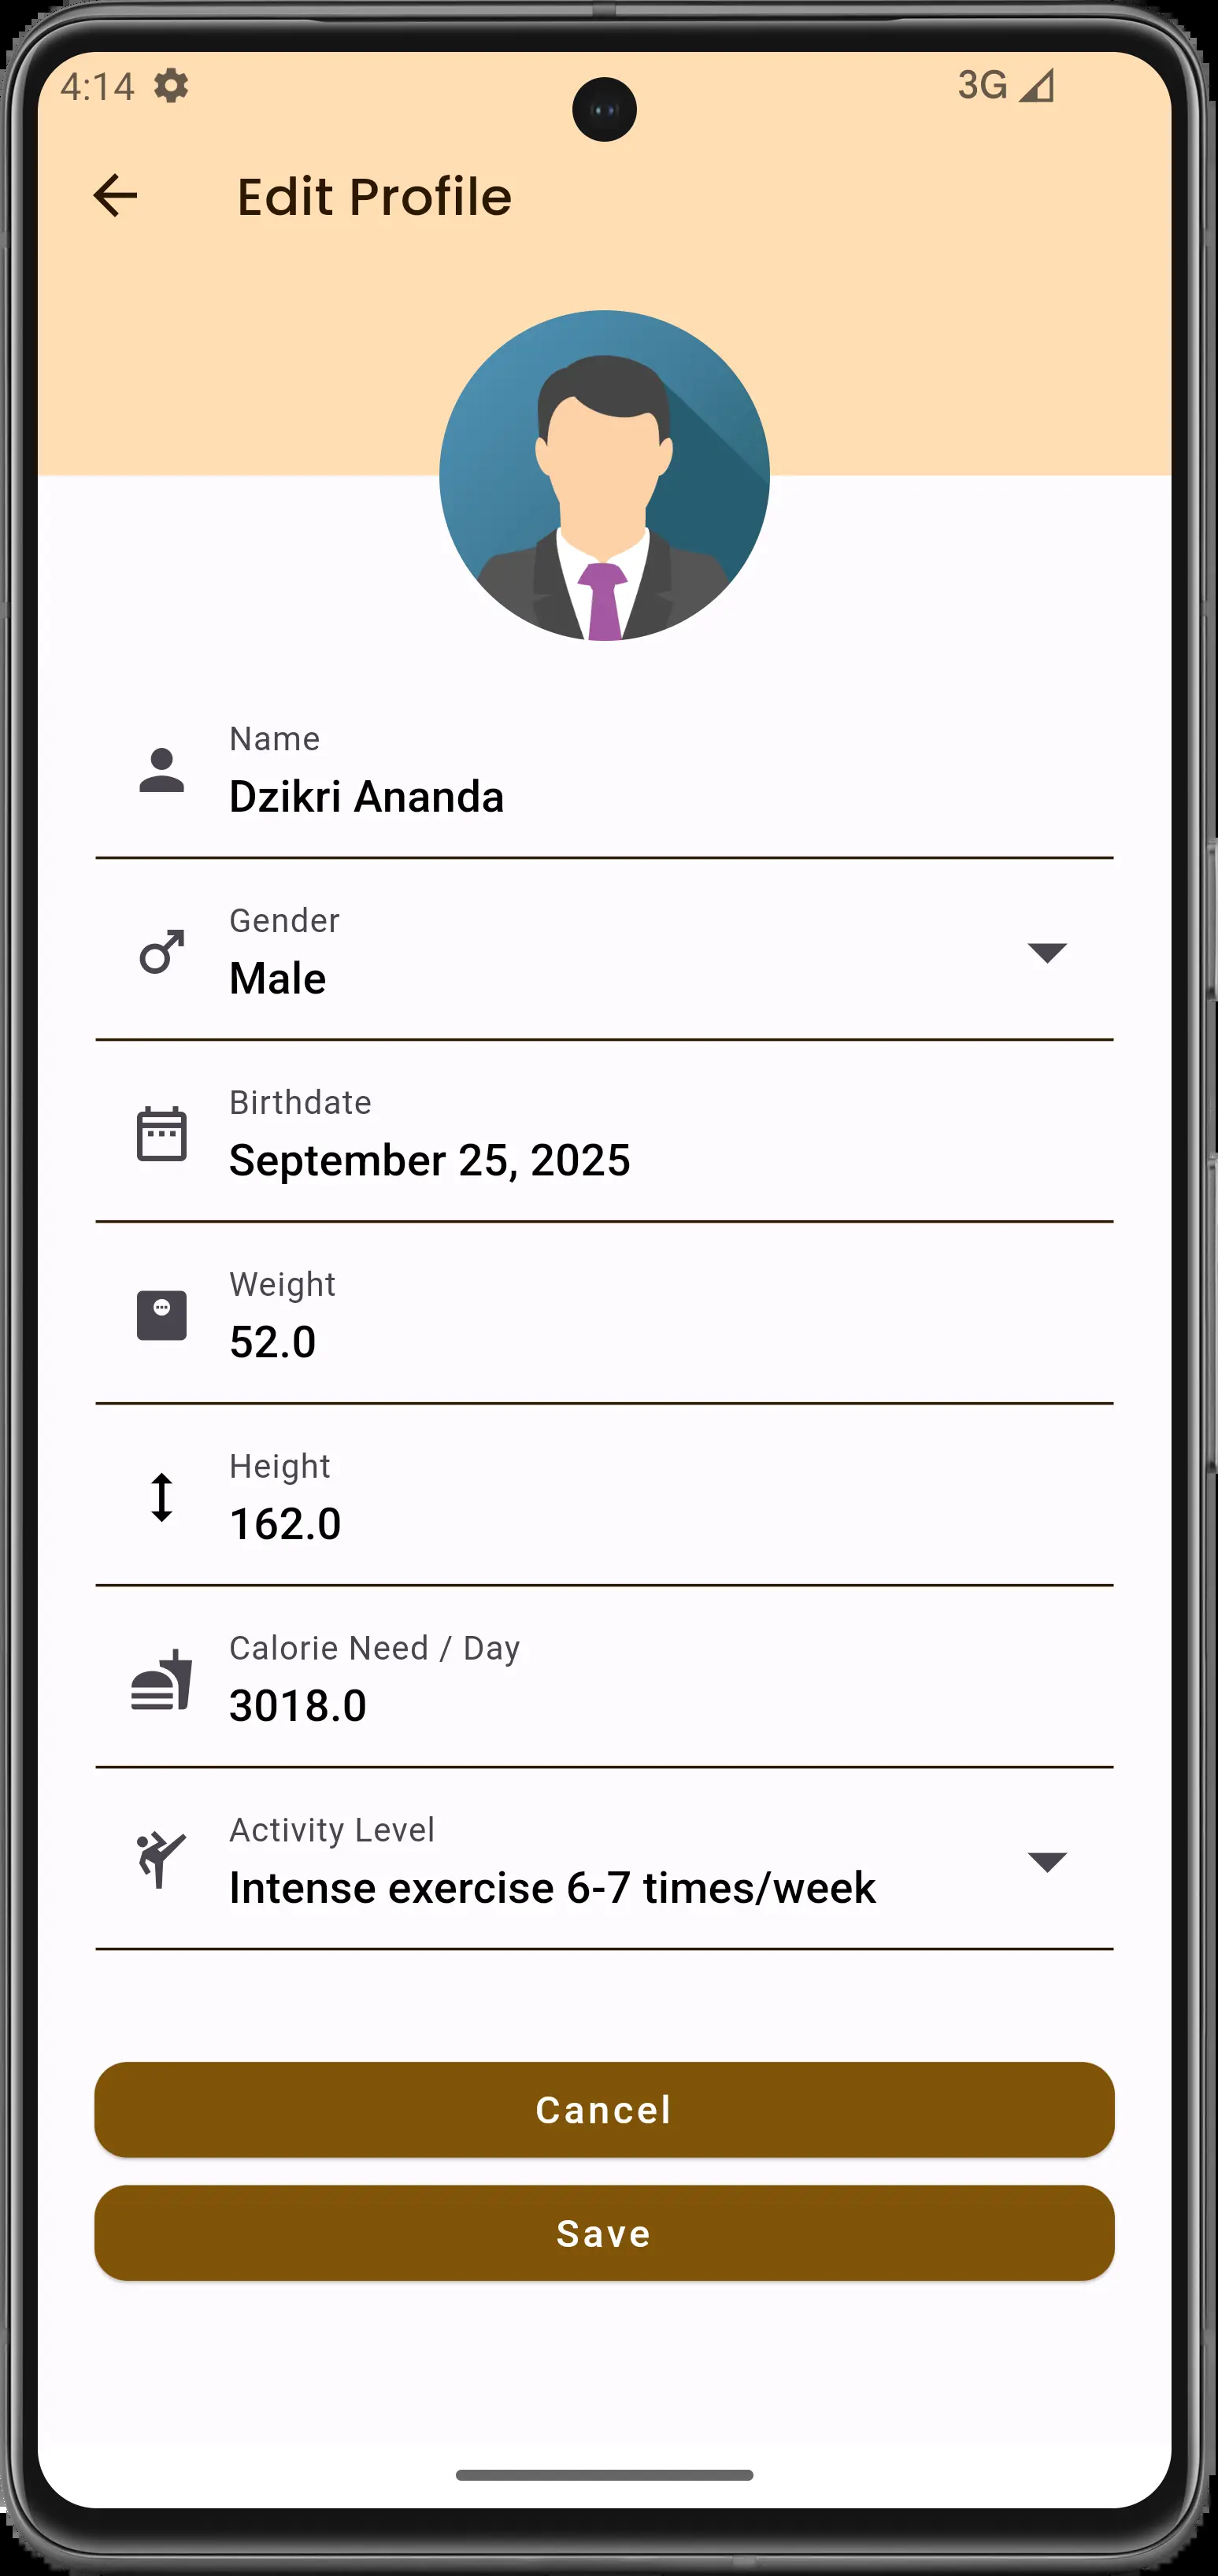 4:14 3G
Edit Profile
Name
Dzikri Ananda
Gender
Male
Birthdate
September 25, 2025
Weight
52.0
Height
162.0
Calorie Need / Day
3018.0
Activity Level
Intense exercise 6-7 times/week
Cancel
Save